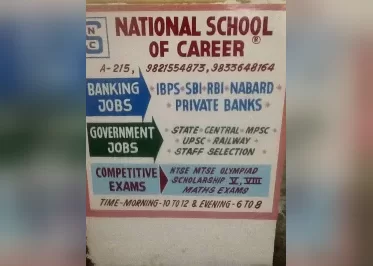 N
C
NATIONAL SCHOOL
OF CAREER ®
A-215, 9821554873, 9833648164
BANKING JOBS
IBPS • SBI • RBI • NABARD
• PRIVATE BANKS •
GOVERNMENT JOBS
• STATE • CENTRAL • MPSC •
• UPSC • RAILWAY •
• STAFF SELECTION •
COMPETITIVE EXAMS
NTSE MTSE OLYMPIAD
SCHOLARSHIP V, VIII
MATHS EXAMS
TIME-MORNING-10 TO 12 & EVENING-6 TO 8